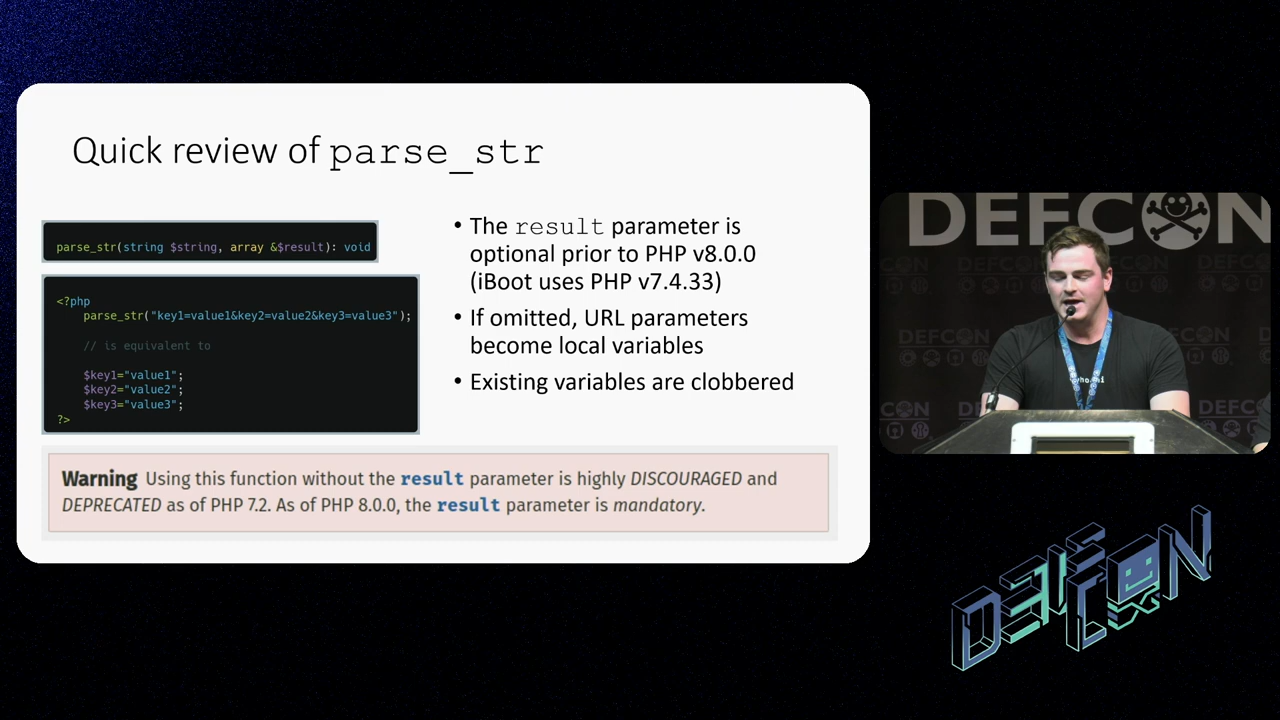 Quick review of parse_str
parse_str(string $string, array &$result): void
<?php
parse_str("key1=value1&key2=value2&key3=value3");
// is equivalent to
$key1="value1";
$key2="value2";
$key3="value3";
?>
• The result parameter is
optional prior to PHP v8.0.0
(iBoot uses PHP v7.4.33)
• If omitted, URL parameters
become local variables
• Existing variables are clobbered
Warning Using this function without the result parameter is highly DISCOURAGED and
DEPRECATED as of PHP 7.2. As of PHP 8.0.0, the result parameter is mandatory.
DEFCON
DEF CON